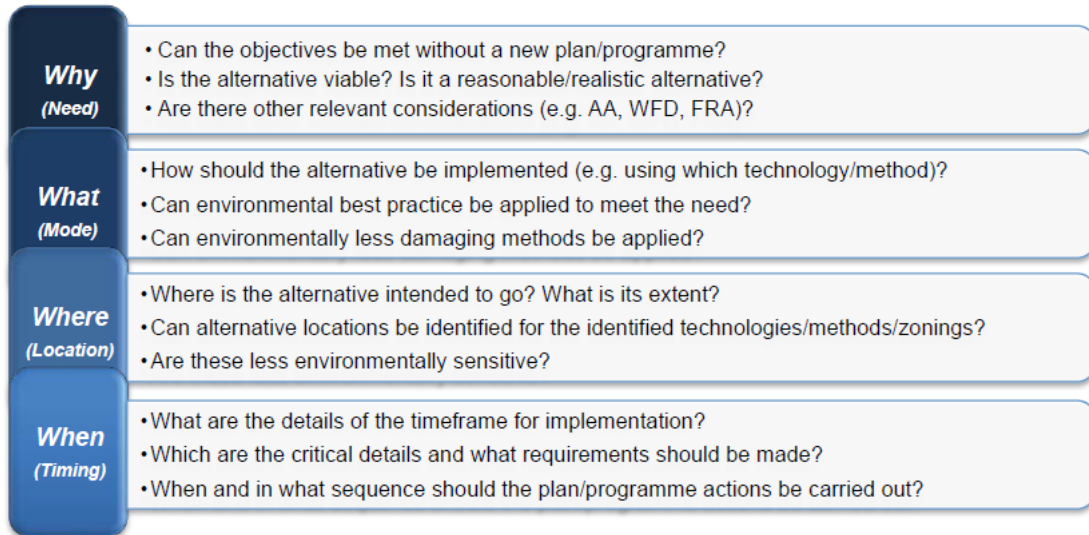 Why
(Need)
• Can the objectives be met without a new plan/programme?
• Is the alternative viable? Is it a reasonable/realistic alternative?
• Are there other relevant considerations (e.g. AA, WFD, FRA)?
What
(Mode)
•How should the alternative be implemented (e.g. using which technology/method)?
•Can environmental best practice be applied to meet the need?
•Can environmentally less damaging methods be applied?
Where
(Location)
•Where is the alternative intended to go? What is its extent?
•Can alternative locations be identified for the identified technologies/methods/zonings?
•Are these less environmentally sensitive?
When
(Timing)
•What are the details of the timeframe for implementation?
•Which are the critical details and what requirements should be made?
•When and in what sequence should the plan/programme actions be carried out?